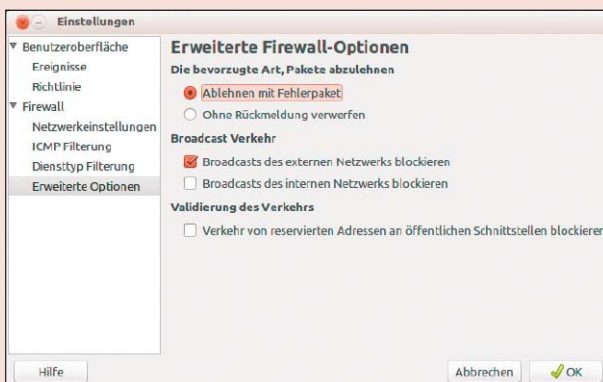 Einstellungen
Benutzeroberfläche
Ereignisse
Richtlinie
Firewall
Netzwerkeinstellungen
ICMP Filterung
Diensttyp Filterung
Erweiterte Optionen
Erweiterte Firewall-Optionen
Die bevorzugte Art, Pakete abzulehnen
Ablehnen mit Fehlerpaket
Ohne Rückmeldung verwerfen
Broadcast Verkehr
Broadcasts des externen Netzwerks blockieren
Broadcasts des internen Netzwerks blockieren
Validierung des Verkehrs
Verkehr von reservierten Adressen an öffentlichen Schnittstellen blockieren
Hilfe
Abbrechen
OK